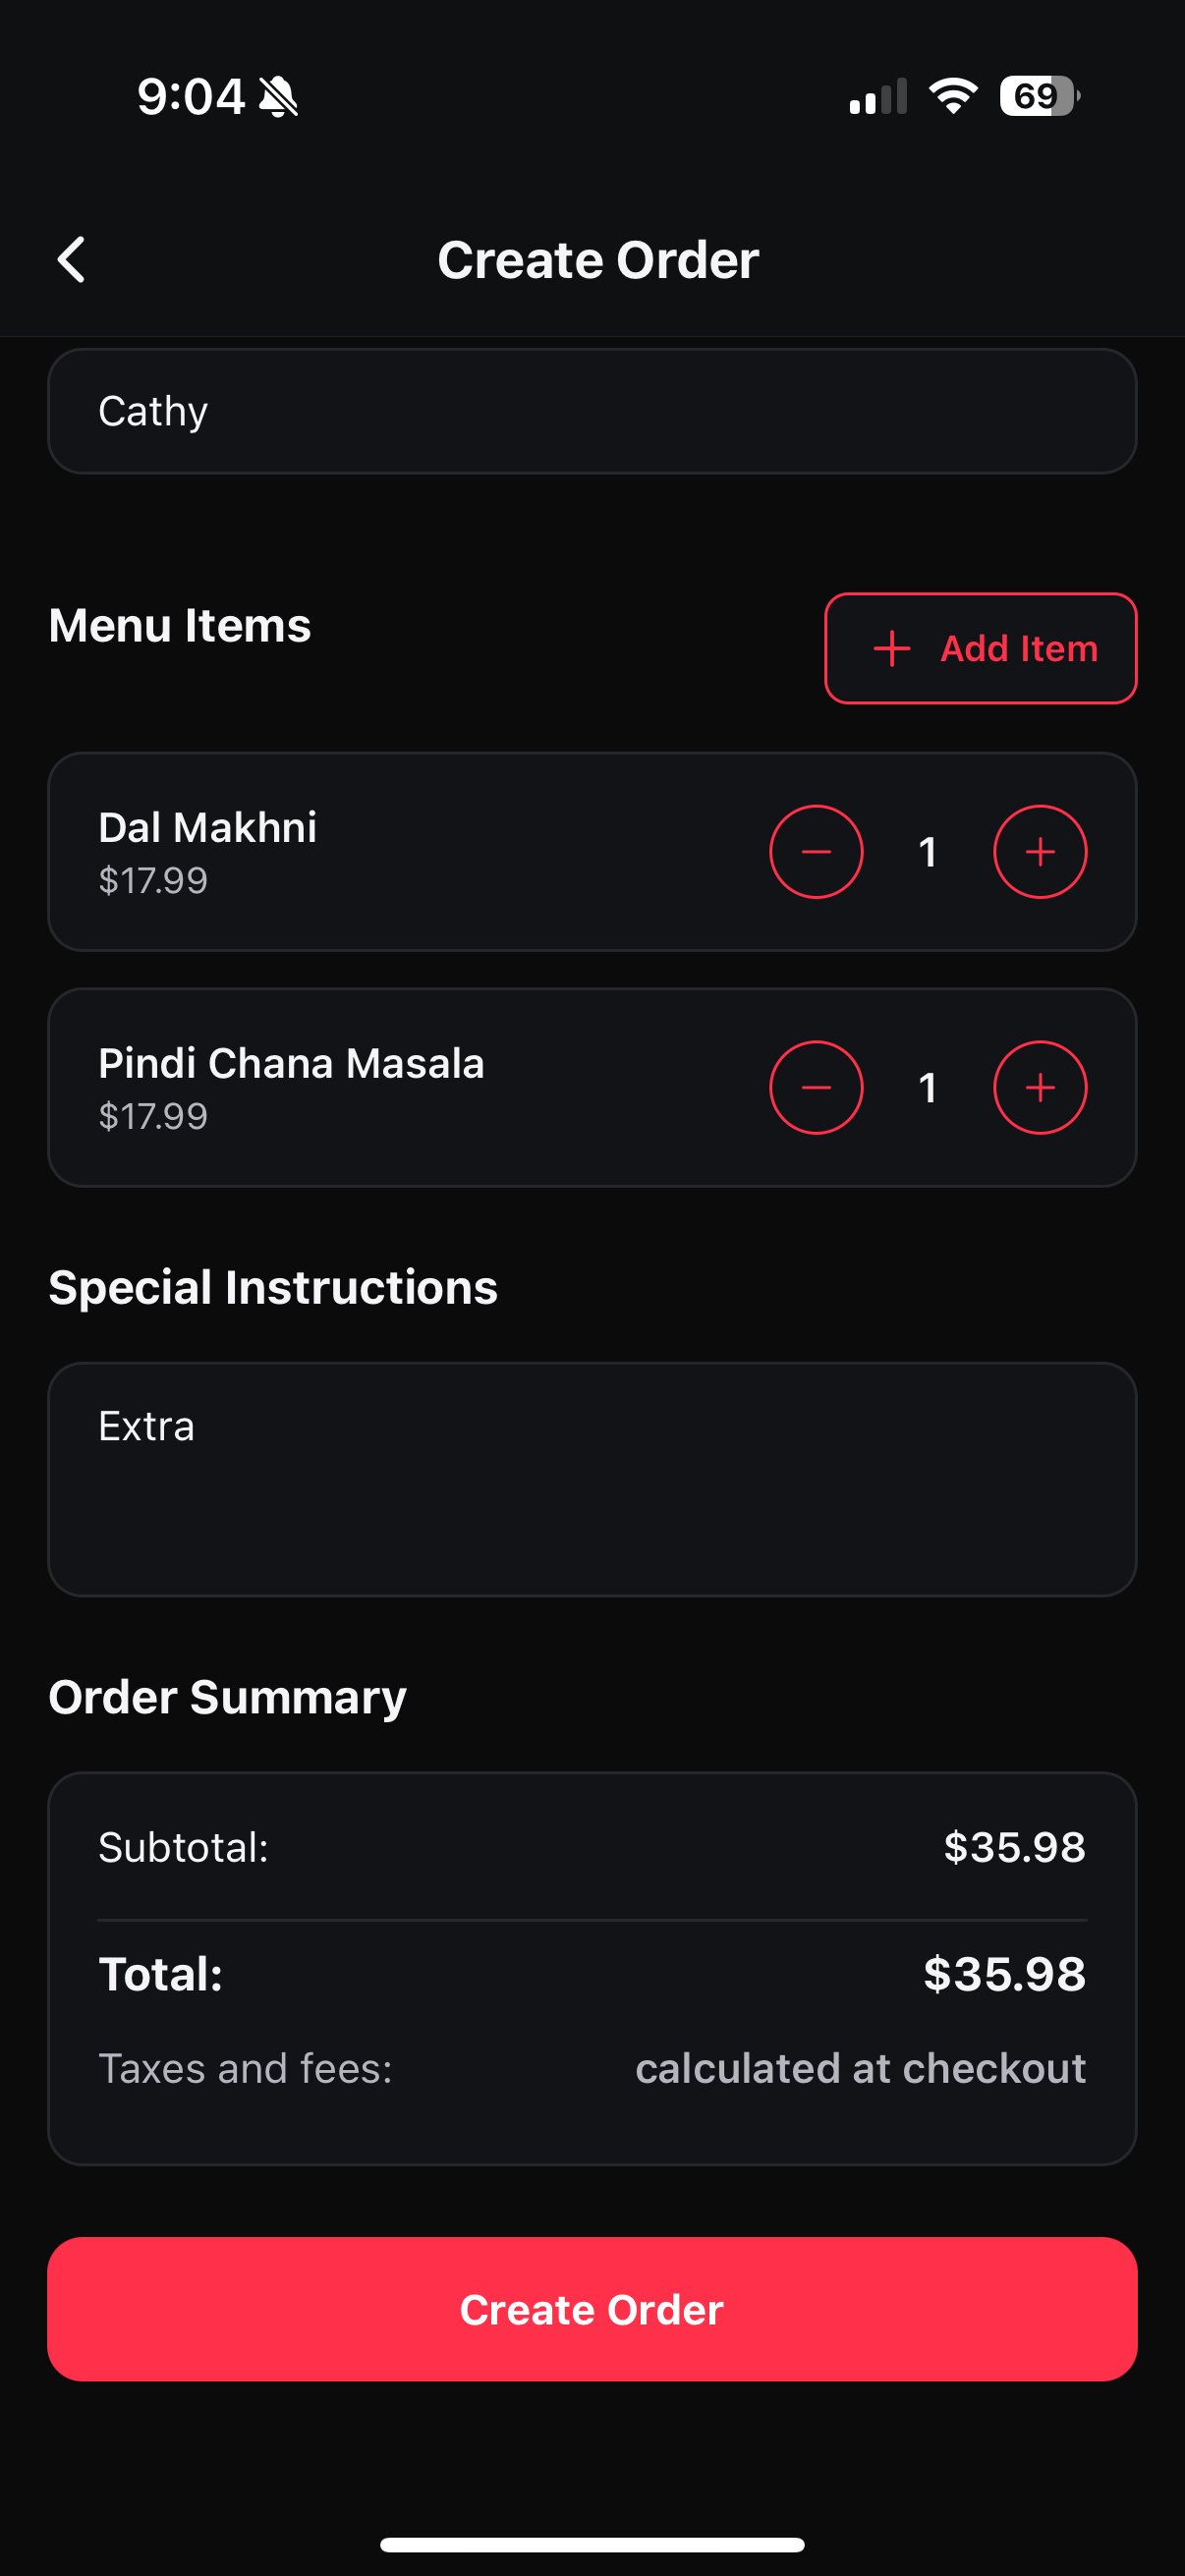 9:04
69
Create Order
Cathy
Menu Items
+ Add Item
Dal Makhni
$17.99
− 1 +
Pindi Chana Masala
$17.99
− 1 +
Special Instructions
Extra
Order Summary
Subtotal: $35.98
Total: $35.98
Taxes and fees: calculated at checkout
Create Order